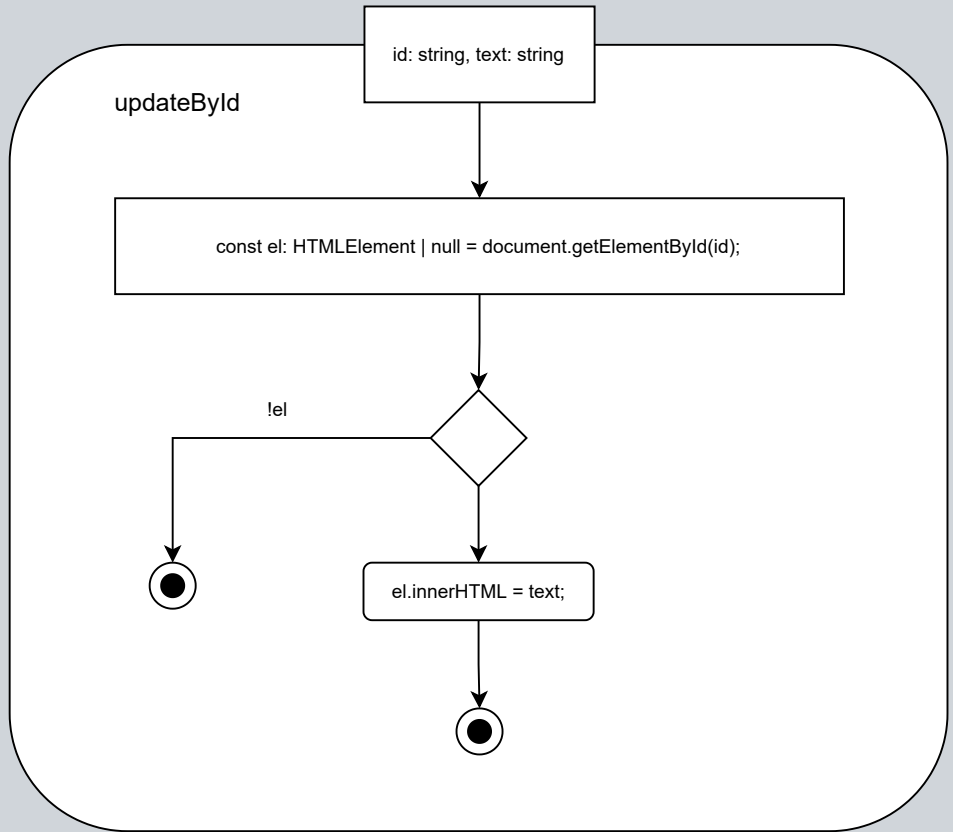 id: string, text: string
updateById
const el: HTMLElement | null = document.getElementById(id);
!el
el.innerHTML = text;